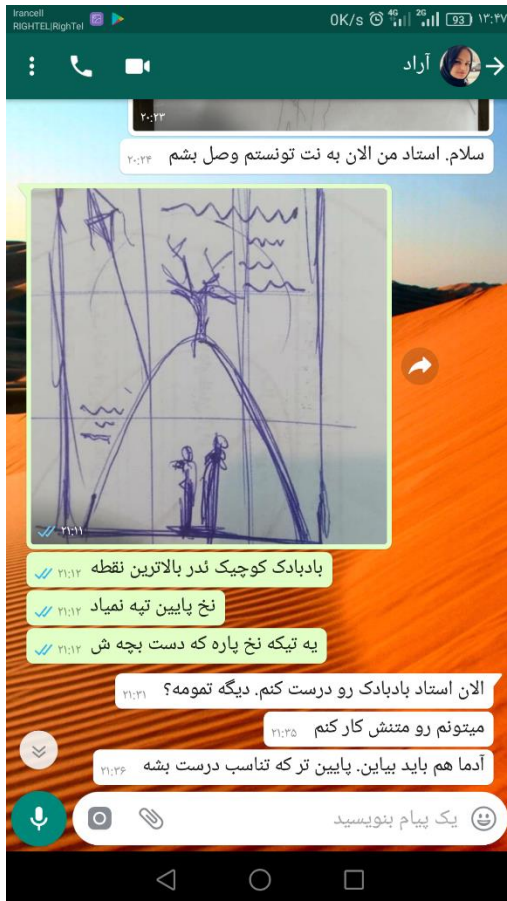 Irancell
RIGHTEL|RighTel
0K/s 4G 2G 93 ۱۳:۴۷
آراد
۲۰:۲۳
سلام. استاد من الان به نت تونستم وصل بشم ۲۰:۲۴
۲۱:۱۱
بادبادک کوچیک ئدر بالاترین نقطه ۲۱:۱۲
نخ پایین تپه نمیاد ۲۱:۱۲
یه تیکه نخ پاره که دست بچه ش ۲۱:۱۲
الان استاد بادبادک رو درست کنم. دیگه تمومه؟ ۲۱:۳۱
میتونم رو متنش کار کنم ۲۱:۳۵
آدما هم باید بیاین. پایین تر که تناسب درست بشه ۲۱:۳۶
یک پیام بنویسید